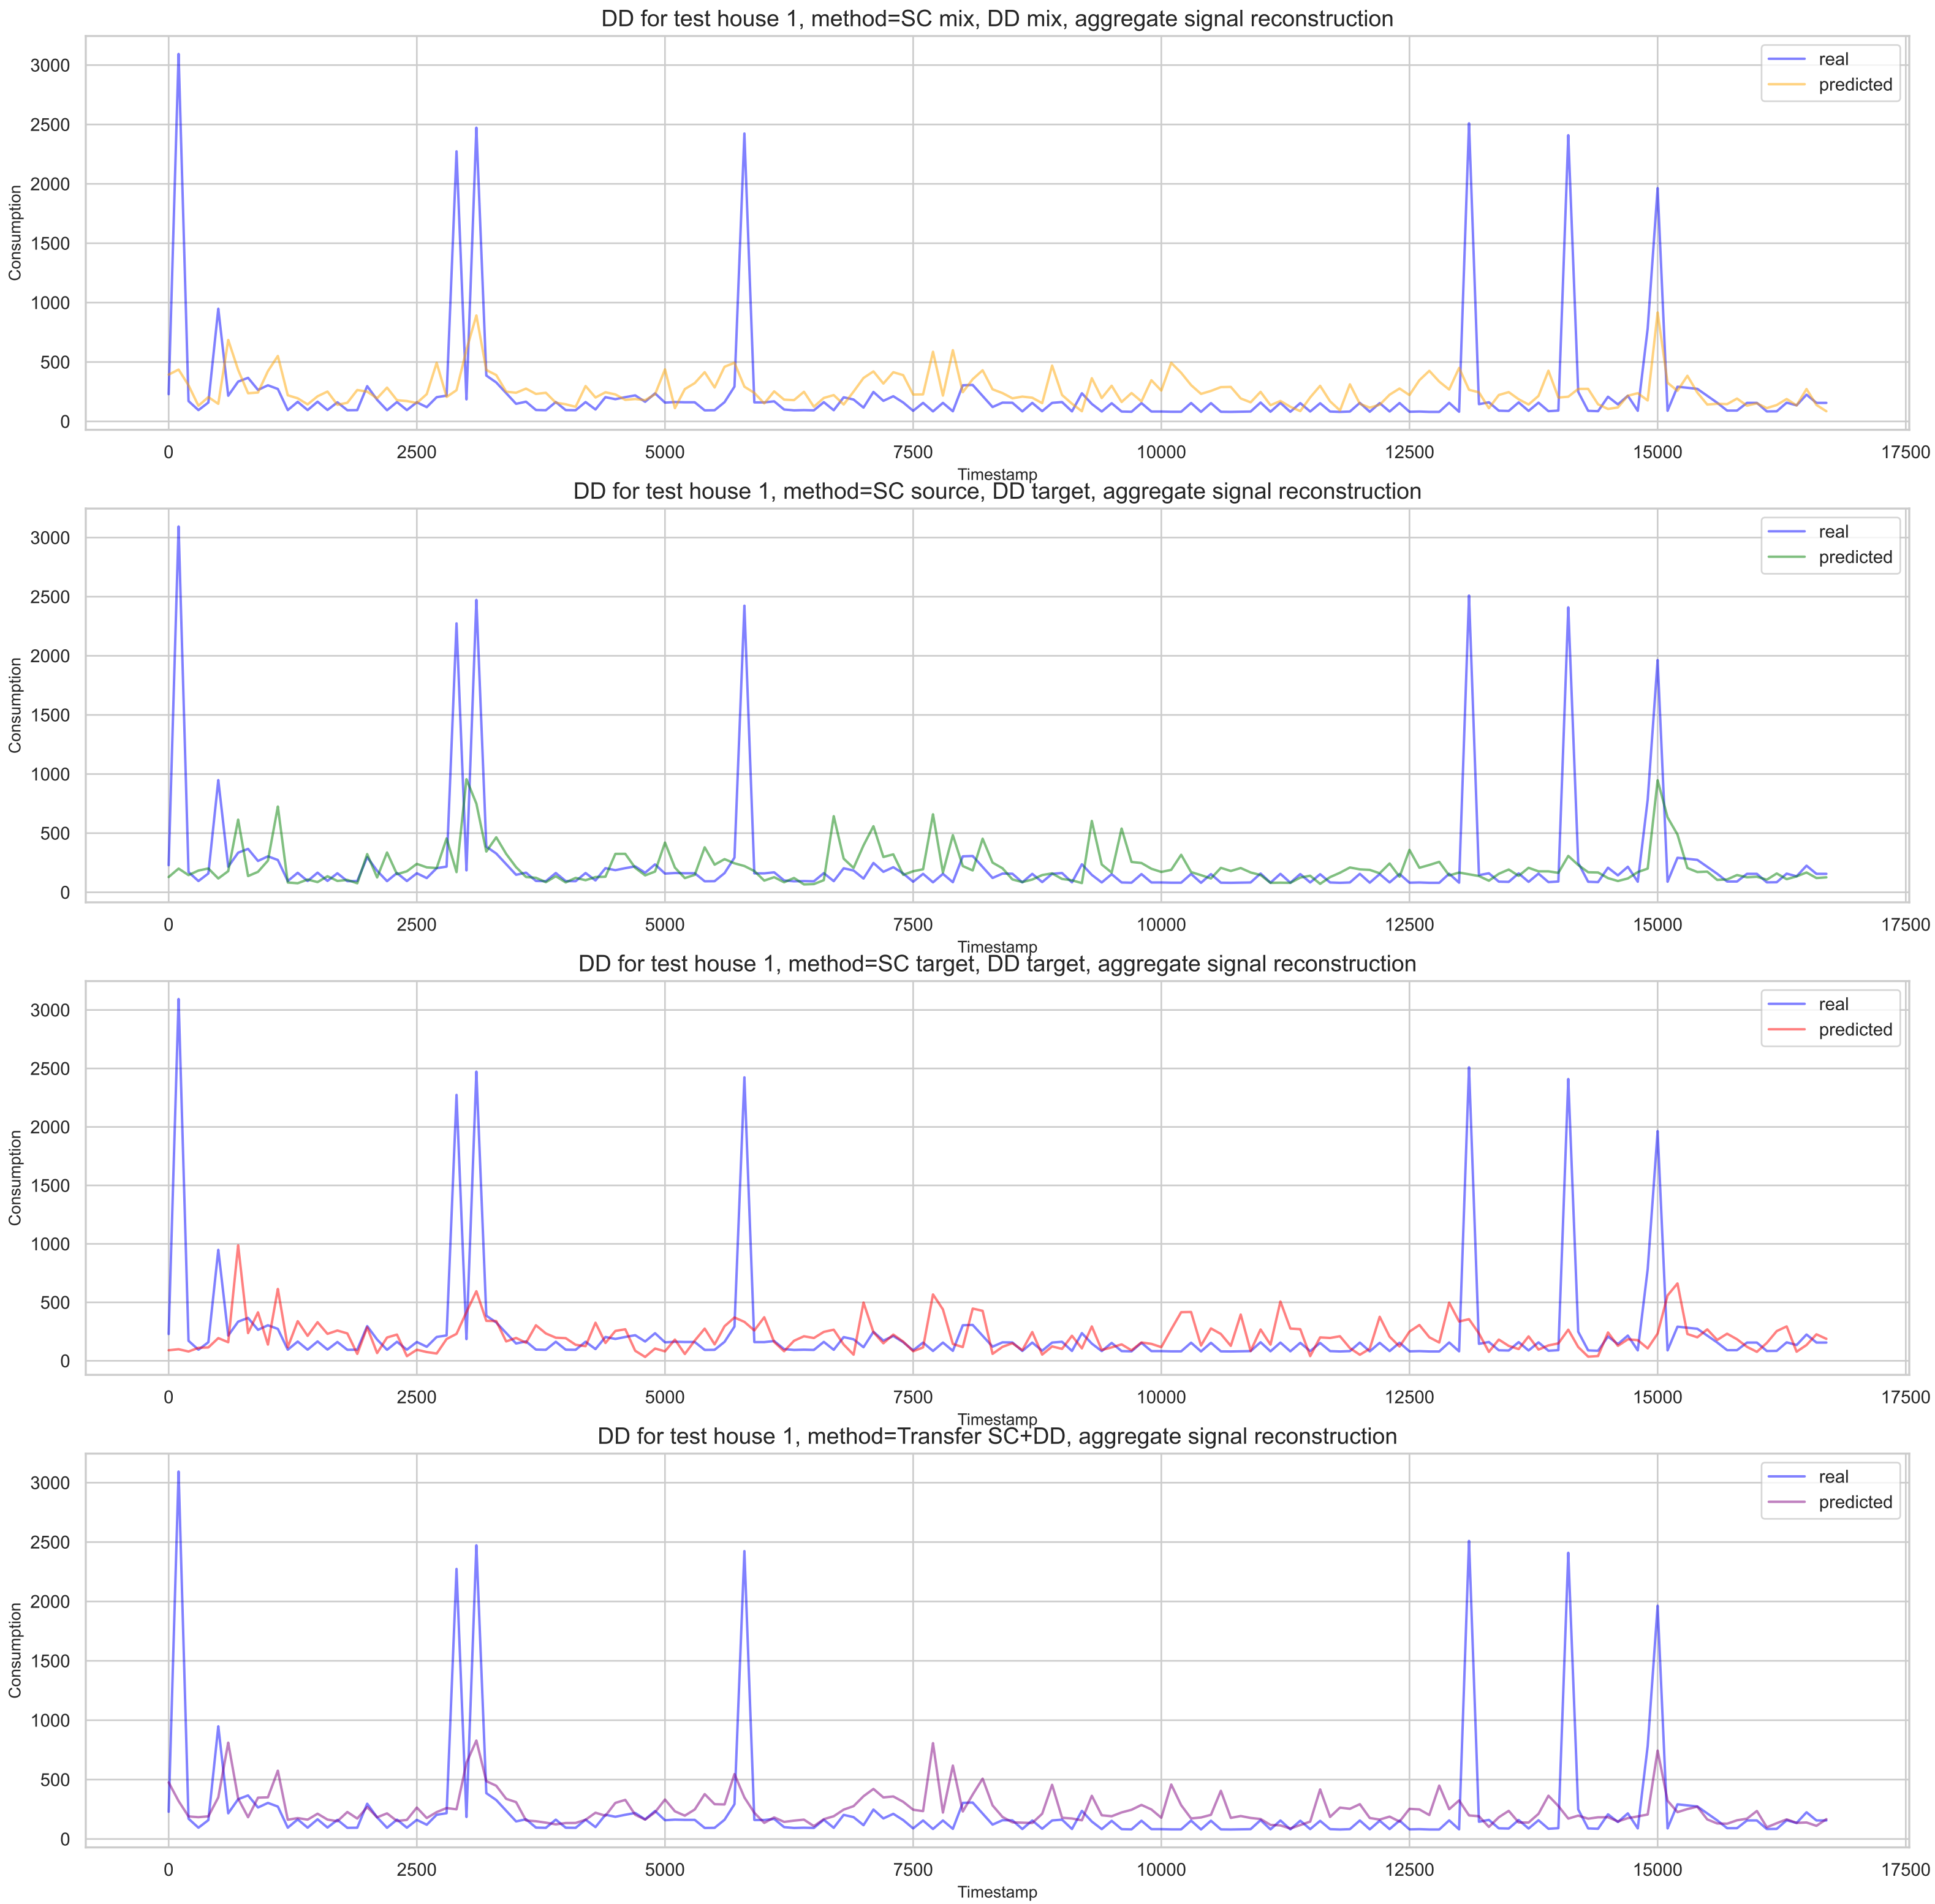 DD for test house 1, method=SC mix, DD mix, aggregate signal reconstruction
real
predicted
3000
2500
2000
1500
1000
500
0
Consumption
0 2500 5000 7500 10000 12500 15000 17500
Timestamp
DD for test house 1, method=SC source, DD target, aggregate signal reconstruction
real
predicted
3000
2500
2000
1500
1000
500
0
Consumption
0 2500 5000 7500 10000 12500 15000 17500
Timestamp
DD for test house 1, method=SC target, DD target, aggregate signal reconstruction
real
predicted
3000
2500
2000
1500
1000
500
0
Consumption
0 2500 5000 7500 10000 12500 15000 17500
Timestamp
DD for test house 1, method=Transfer SC+DD, aggregate signal reconstruction
real
predicted
3000
2500
2000
1500
1000
500
0
Consumption
0 2500 5000 7500 10000 12500 15000 17500
Timestamp